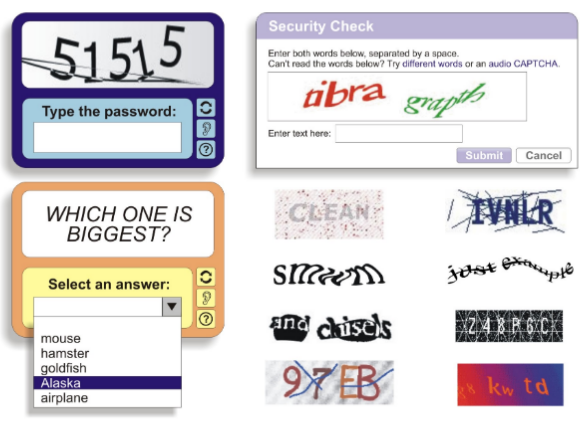 51515
Type the password:
Security Check
Enter both words below, separated by a space.
Can't read the words below? Try different words or an audio CAPTCHA.
tibra
Enter text here:
Submit Cancel
WHICH ONE IS
BIGGEST?
Select an answer:
mouse
hamster
goldfish
Alaska
airplane
CLEAN
IVNLR
smwm
just example
and chisels
97EB
kw td